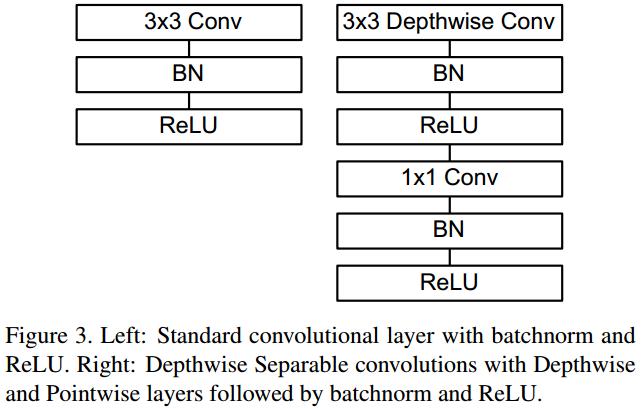 3x3 Conv
BN
ReLU
3x3 Depthwise Conv
BN
ReLU
1x1 Conv
BN
ReLU
Figure 3. Left: Standard convolutional layer with batchnorm and
ReLU. Right: Depthwise Separable convolutions with Depthwise
and Pointwise layers followed by batchnorm and ReLU.